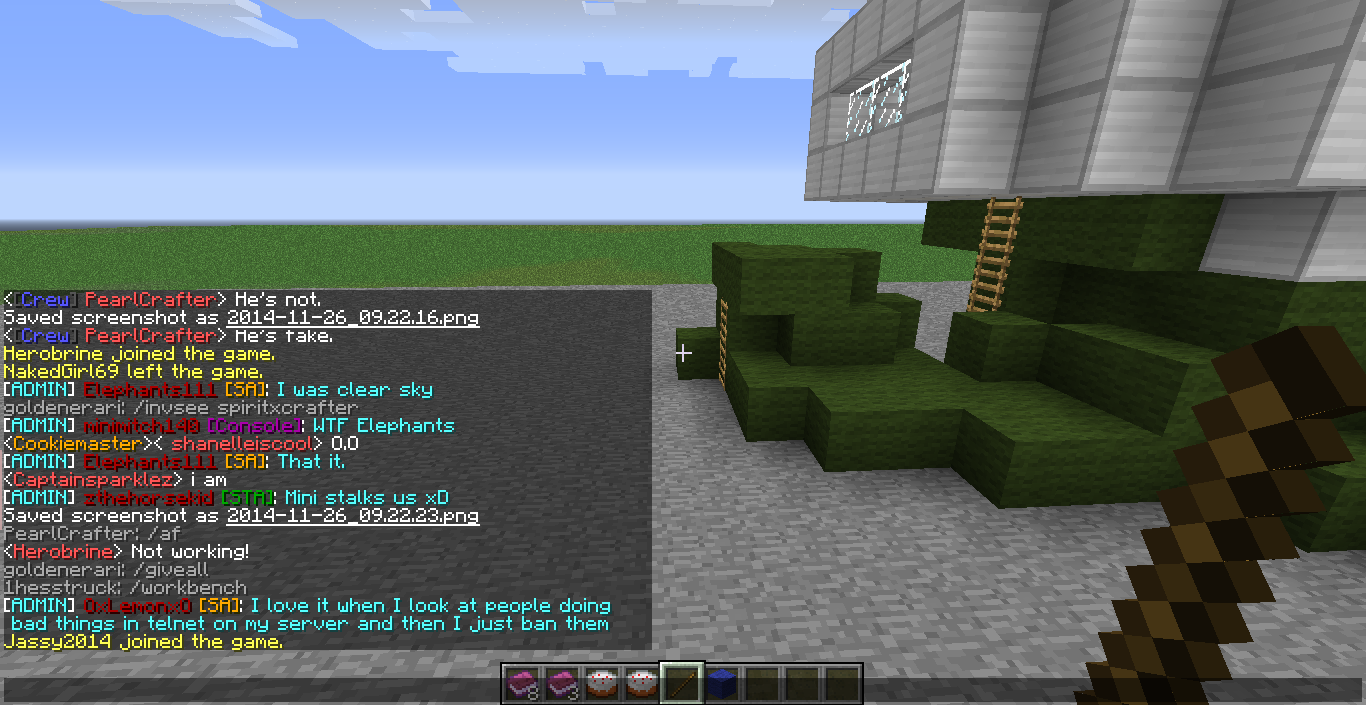 <[Crew] PearlCrafter> He's not.
Saved screenshot as 2014-11-26_09.22.16.png
<[Crew] PearlCrafter> He's fake.
Herobrine joined the game.
NakedGirl69 left the game.
[ADMIN] Elephants111 [SA]: I was clear sky
goldenerari: /invsee spiritxcrafter
[ADMIN] minimitch140 [Console]: WTF Elephants
<Cookiemaster>< shanelleiscool> 0.0
[ADMIN] Elephants111 [SA]: That it.
<Captainsparklez> i am
[ADMIN] zthehorsekid [STA]: Mini stalks us xD
Saved screenshot as 2014-11-26_09.22.23.png
PearlCrafter: /af
<Herobrine> Not working!
goldenerari: /giveall
1hesstruck: /workbench
[ADMIN] 0xLemonx0 [SA]: I love it when I look at people doing
bad things in telnet on my server and then I just ban them
Jassy2014 joined the game.
8
3